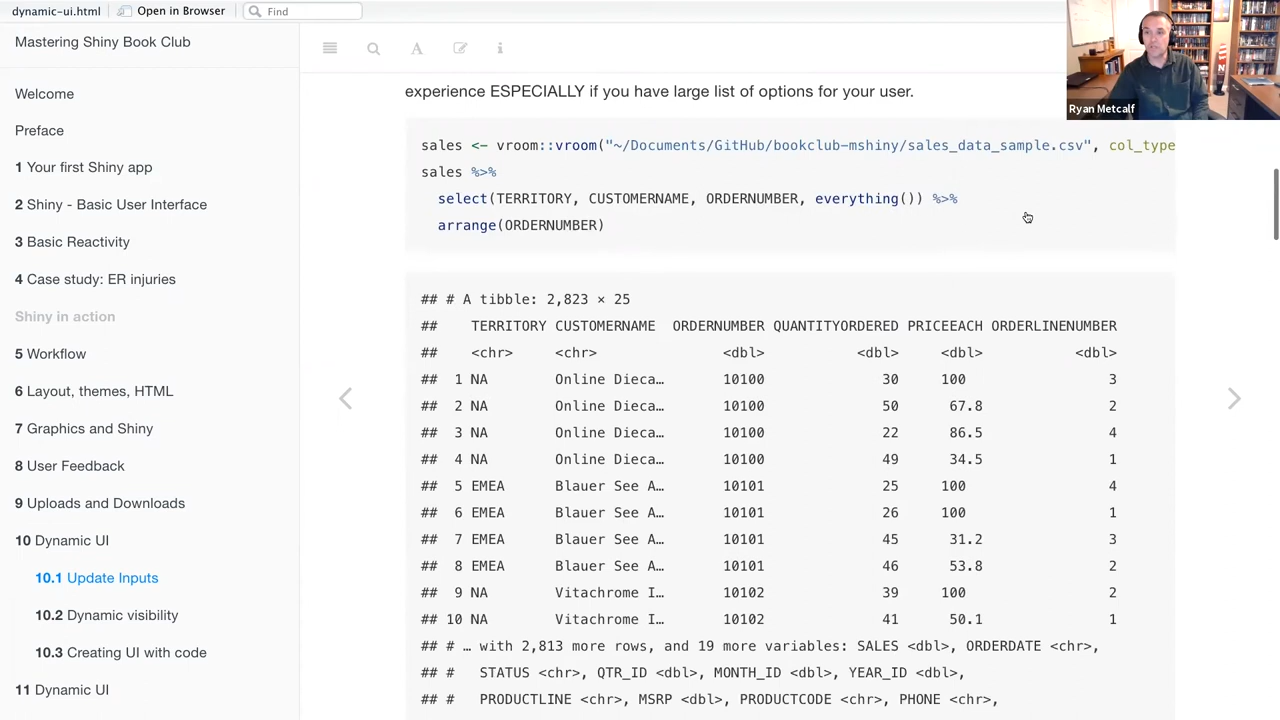 dynamic-ui.html
Open in Browser
Find
Mastering Shiny Book Club
Welcome
Preface
1 Your first Shiny app
2 Shiny - Basic User Interface
3 Basic Reactivity
4 Case study: ER injuries
Shiny in action
5 Workflow
6 Layout, themes, HTML
7 Graphics and Shiny
8 User Feedback
9 Uploads and Downloads
10 Dynamic UI
10.1 Update Inputs
10.2 Dynamic visibility
10.3 Creating UI with code
11 Dynamic UI
experience ESPECIALLY if you have large list of options for your user.
sales <- vroom::vroom("~/Documents/GitHub/bookclub-mshiny/sales_data_sample.csv", col_type
sales %>%
select(TERRITORY, CUSTOMERNAME, ORDERNUMBER, everything()) %>%
arrange(ORDERNUMBER)
## # A tibble: 2,823 × 25
## TERRITORY CUSTOMERNAME ORDERNUMBER QUANTITYORDERED PRICEEACH ORDERLINENUMBER
## <chr> <chr> <dbl> <dbl> <dbl> <dbl>
## 1 NA Online Dieca… 10100 30 100 3
## 2 NA Online Dieca… 10100 50 67.8 2
## 3 NA Online Dieca… 10100 22 86.5 4
## 4 NA Online Dieca… 10100 49 34.5 1
## 5 EMEA Blauer See A… 10101 25 100 4
## 6 EMEA Blauer See A… 10101 26 100 1
## 7 EMEA Blauer See A… 10101 45 31.2 3
## 8 EMEA Blauer See A… 10101 46 53.8 2
## 9 NA Vitachrome I… 10102 39 100 2
## 10 NA Vitachrome I… 10102 41 50.1 1
## # … with 2,813 more rows, and 19 more variables: SALES <dbl>, ORDERDATE <chr>,
## # STATUS <chr>, QTR_ID <dbl>, MONTH_ID <dbl>, YEAR_ID <dbl>,
## # PRODUCTLINE <chr>, MSRP <dbl>, PRODUCTCODE <chr>, PHONE <chr>,
Ryan Metcalf